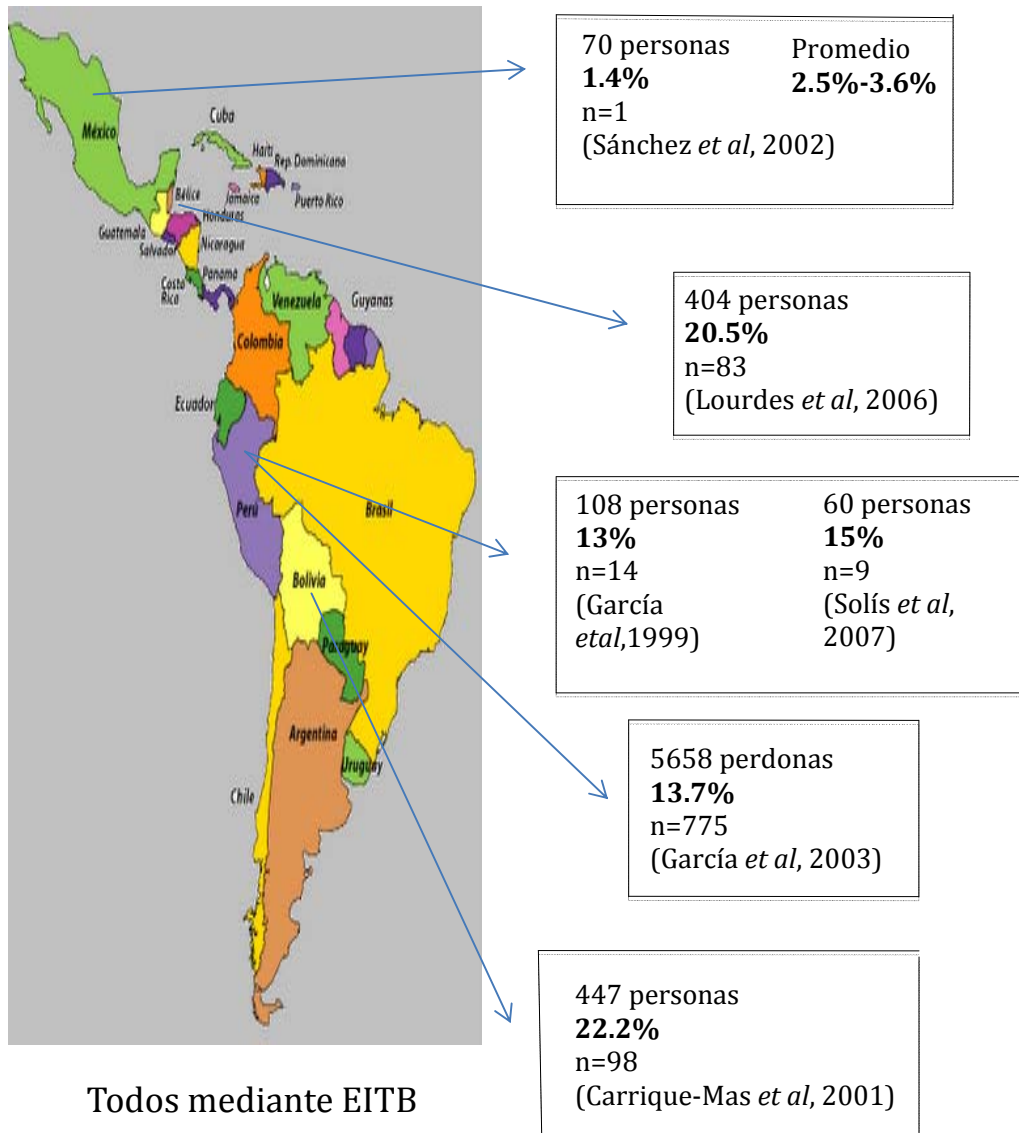 México
Cuba
Haití
Rep. Dominicana
Jamaica
Puerto Rico
Bélice
Honduras
Guatemala
Salvador
Nicaragua
Costa
Rica
Panama
Venezuela
Guyanas
Colombia
Ecuador
Perú
Brasil
Bolivia
Paraguay
Argentina
Uruguay
Chile
70 personas
1.4%
n=1
(Sánchez et al, 2002)
Promedio
2.5%-3.6%
404 personas
20.5%
n=83
(Lourdes et al, 2006)
108 personas
13%
n=14
(García
etal,1999)
60 personas
15%
n=9
(Solís et al,
2007)
5658 perdonas
13.7%
n=775
(García et al, 2003)
447 personas
22.2%
n=98
(Carrique-Mas et al, 2001)
Todos mediante EITB